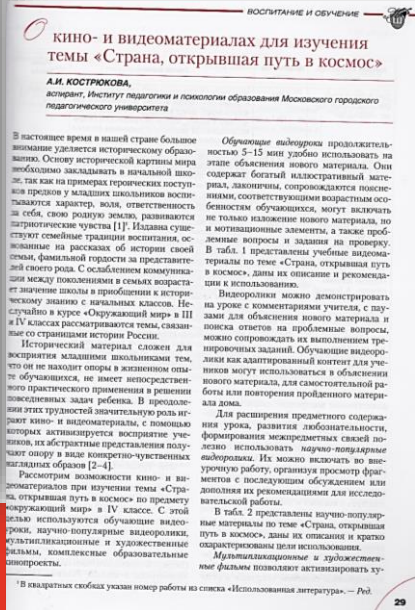 ВОСПИТАНИЕ И ОБУЧЕНИЕ
О кино- и видеоматериалах для изучения
темы «Страна, открывшая путь в космос»
А.И. КОСТРЮКОВА,
аспирант, Институт педагогики и психологии образования Московского городского
педагогического университета
В настоящее время в нашей стране большое
внимание уделяется историческому образо-
ванию. Основу исторической картины мира
необходимо закладывать в начальной шко-
ле, так как на примерах героических поступ-
ков предков у младших школьников воспи-
тываются характер, воля, ответственность
за себя, свою родную землю, развиваются
патриотические чувства [1]¹. Издавна суще-
ствуют семейные традиции воспитания, ос-
нованные на рассказах об истории своей
семьи, фамильной гордости за представите-
лей своего рода. С ослаблением коммуника-
ции между поколениями в семьях возраста-
ет значение школы в приобщении к истори-
ческому знанию с начальных классов. Не-
случайно в курсе «Окружающий мир» в III
и IV классах рассматриваются темы, связан-
ные со страницами истории России.
Исторический материал сложен для
восприятия младшими школьниками тем,
что он не находит опоры в жизненном опы-
те обучающихся, не имеет непосредствен-
ного практического применения в решении
повседневных задач ребенка. В преодоле-
нии этих трудностей значительную роль иг-
рают кино- и видеоматериалы, с помощью
которых активизируется восприятие уче-
ников, их абстрактные представления полу-
чают опору в виде конкретно-чувственных
наглядных образов [2–4].
Рассмотрим возможности кино- и ви-
деоматериалов при изучении темы «Стра-
на, открывшая путь в космос» по предмету
«Окружающий мир» в IV классе. С этой
целью используются обучающие видео-
уроки, научно-популярные видеоролики,
мультипликационные и художественные
фильмы, комплексные образовательные
кинопроекты.
Обучающие видеоуроки продолжитель-
ностью 5–15 мин удобно использовать на
этапе объяснения нового материала. Они
содержат богатый иллюстративный мате-
риал, лаконичны, сопровождаются поясне-
ниями, соответствующими возрастным осо-
бенностям обучающихся, могут включать
не только изложение нового материала, но
и мотивационные элементы, а также проб-
лемные вопросы и задания на проверку.
В табл. 1 представлены учебные видеома-
териалы по теме «Страна, открывшая путь
в космос», даны их описание и рекоменда-
ции к использованию.
Видеоролики можно демонстрировать
на уроке с комментариями учителя, с пау-
зами для объяснения нового материала и
поиска ответов на проблемные вопросы,
можно сопровождать их выполнением тре-
нировочных заданий. Обучающие видеоро-
лики как адаптированный контент для уче-
ников могут использоваться в объяснении
нового материала, для самостоятельной ра-
боты или повторения пройденного материа-
ла дома.
Для расширения предметного содержа-
ния урока, развития любознательности,
формирования межпредметных связей по-
лезно использовать научно-популярные
видеоролики. Их можно включать во вне-
урочную работу, организуя просмотр фраг-
ментов с последующим обсуждением или
дополняя их рекомендациями для исследо-
вательской работы.
В табл. 2 представлены научно-популяр-
ные материалы по теме «Страна, открывшая
путь в космос», даны их описания и кратко
охарактеризованы цели использования.
Мультипликационные и художествен-
ные фильмы позволяют активизировать ху-
¹ В квадратных скобках указан номер работы из списка «Использованная литература». — Ред.
29